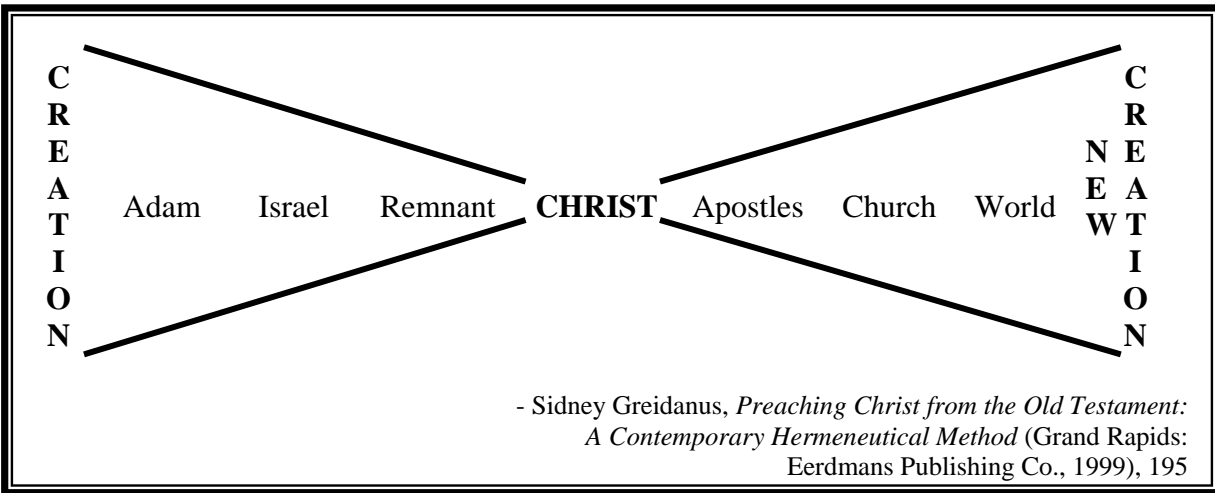 CREATION
Adam Israel Remnant CHRIST Apostles Church World
NEW
CREATION
- Sidney Greidanus, Preaching Christ from the Old Testament:
A Contemporary Hermeneutical Method (Grand Rapids:
Eerdmans Publishing Co., 1999), 195